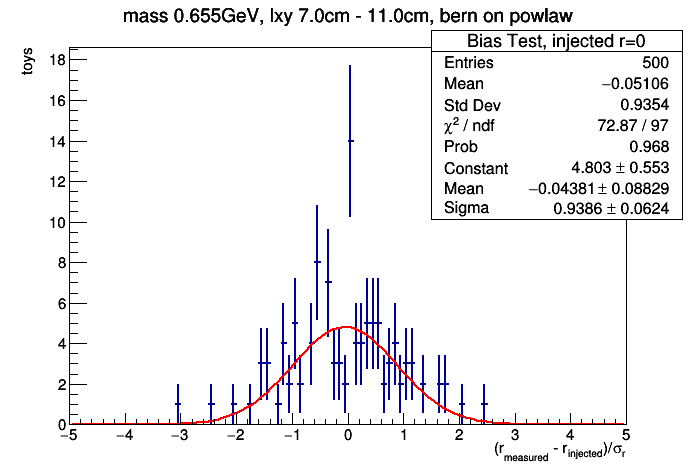 mass 0.655GeV, lxy 7.0cm - 11.0cm, bern on powlaw
Bias Test, injected r=0
Entries 500
Mean −0.05106
Std Dev 0.9354
χ² / ndf 72.87 / 97
Prob 0.968
Constant 4.803 ± 0.553
Mean −0.04381 ± 0.08829
Sigma 0.9386 ± 0.0624
toys
18
16
14
12
10
8
6
4
2
0
−5 −4 −3 −2 −1 0 1 2 3 4 5
(r_measured - r_injected)/σ_r